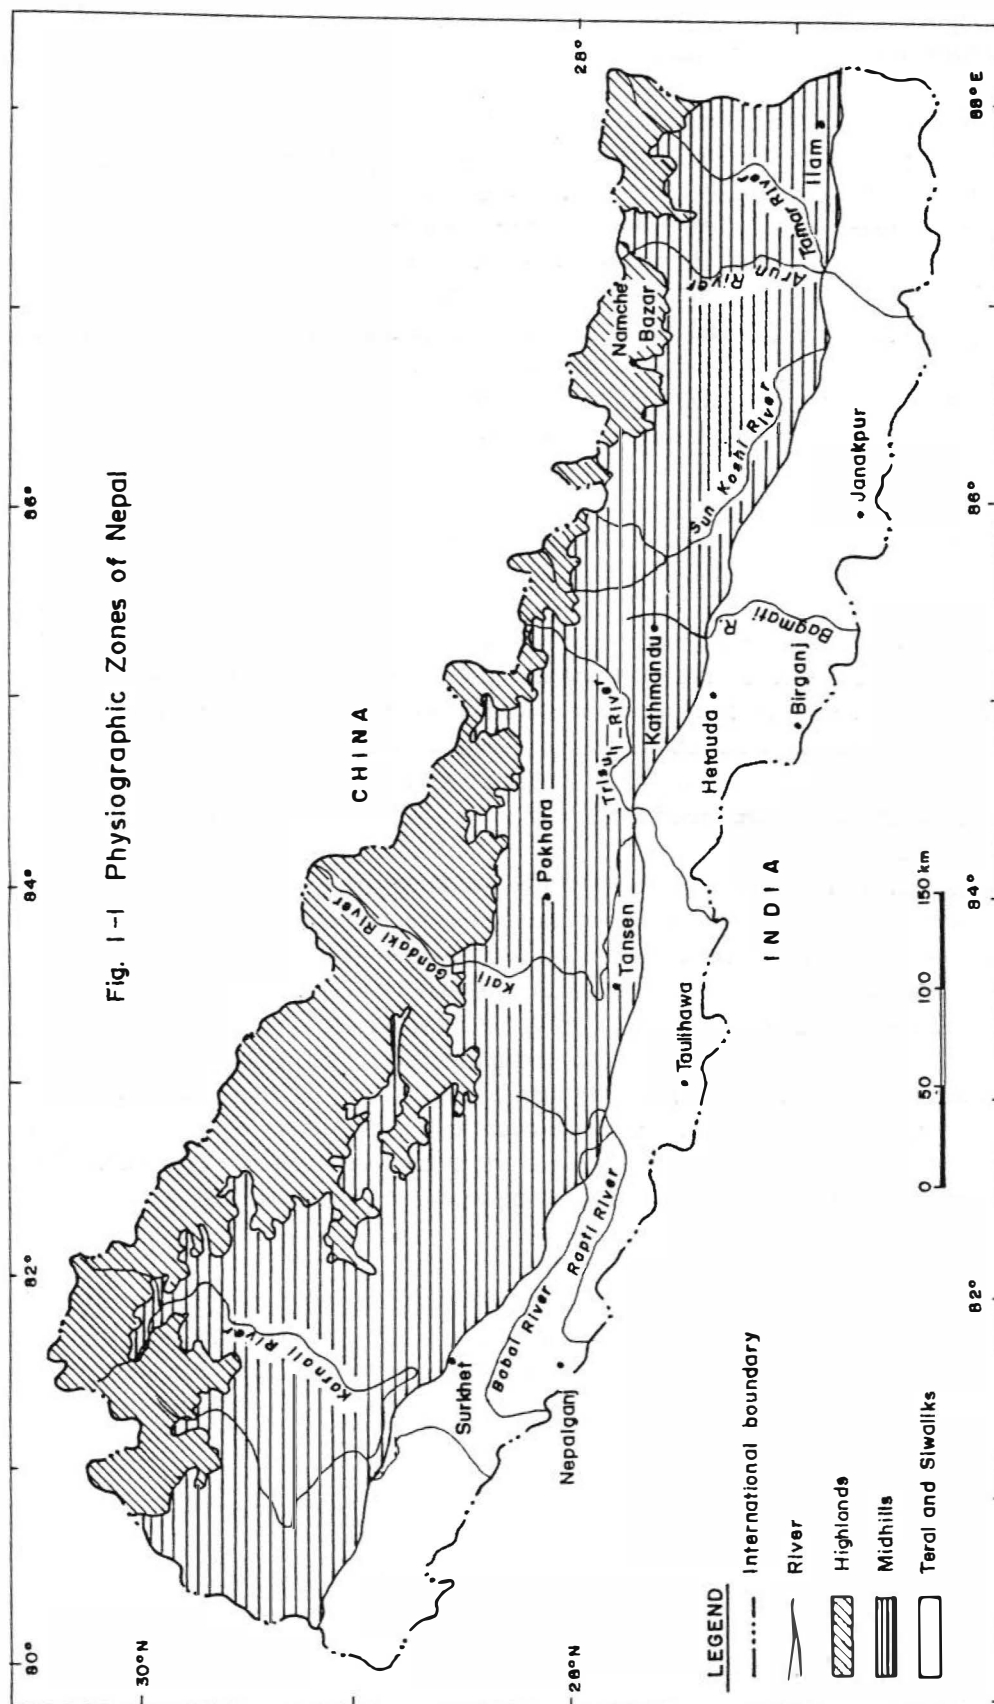 Fig. 1-1 Physiographic Zones of Nepal
80°
82°
84°
86°
30°N
28°
CHINA
Karnali River
Kali Gandaki River
Surkhet
Pokhara
Trisuli River
Namche
Bazar
Babai River
Rapti River
Nepalganj
Tansen
Kathmandu
Sun Koshi River
Arun River
Tamar River
Ilam
Taulihawa
Hetauda
Bagmati R.
Birganj
Janakpur
INDIA
28°N
LEGEND
International boundary
River
Highlands
Midhills
Terai and Siwaliks
0 50 100 150 km
82°
84°
86°
88°E